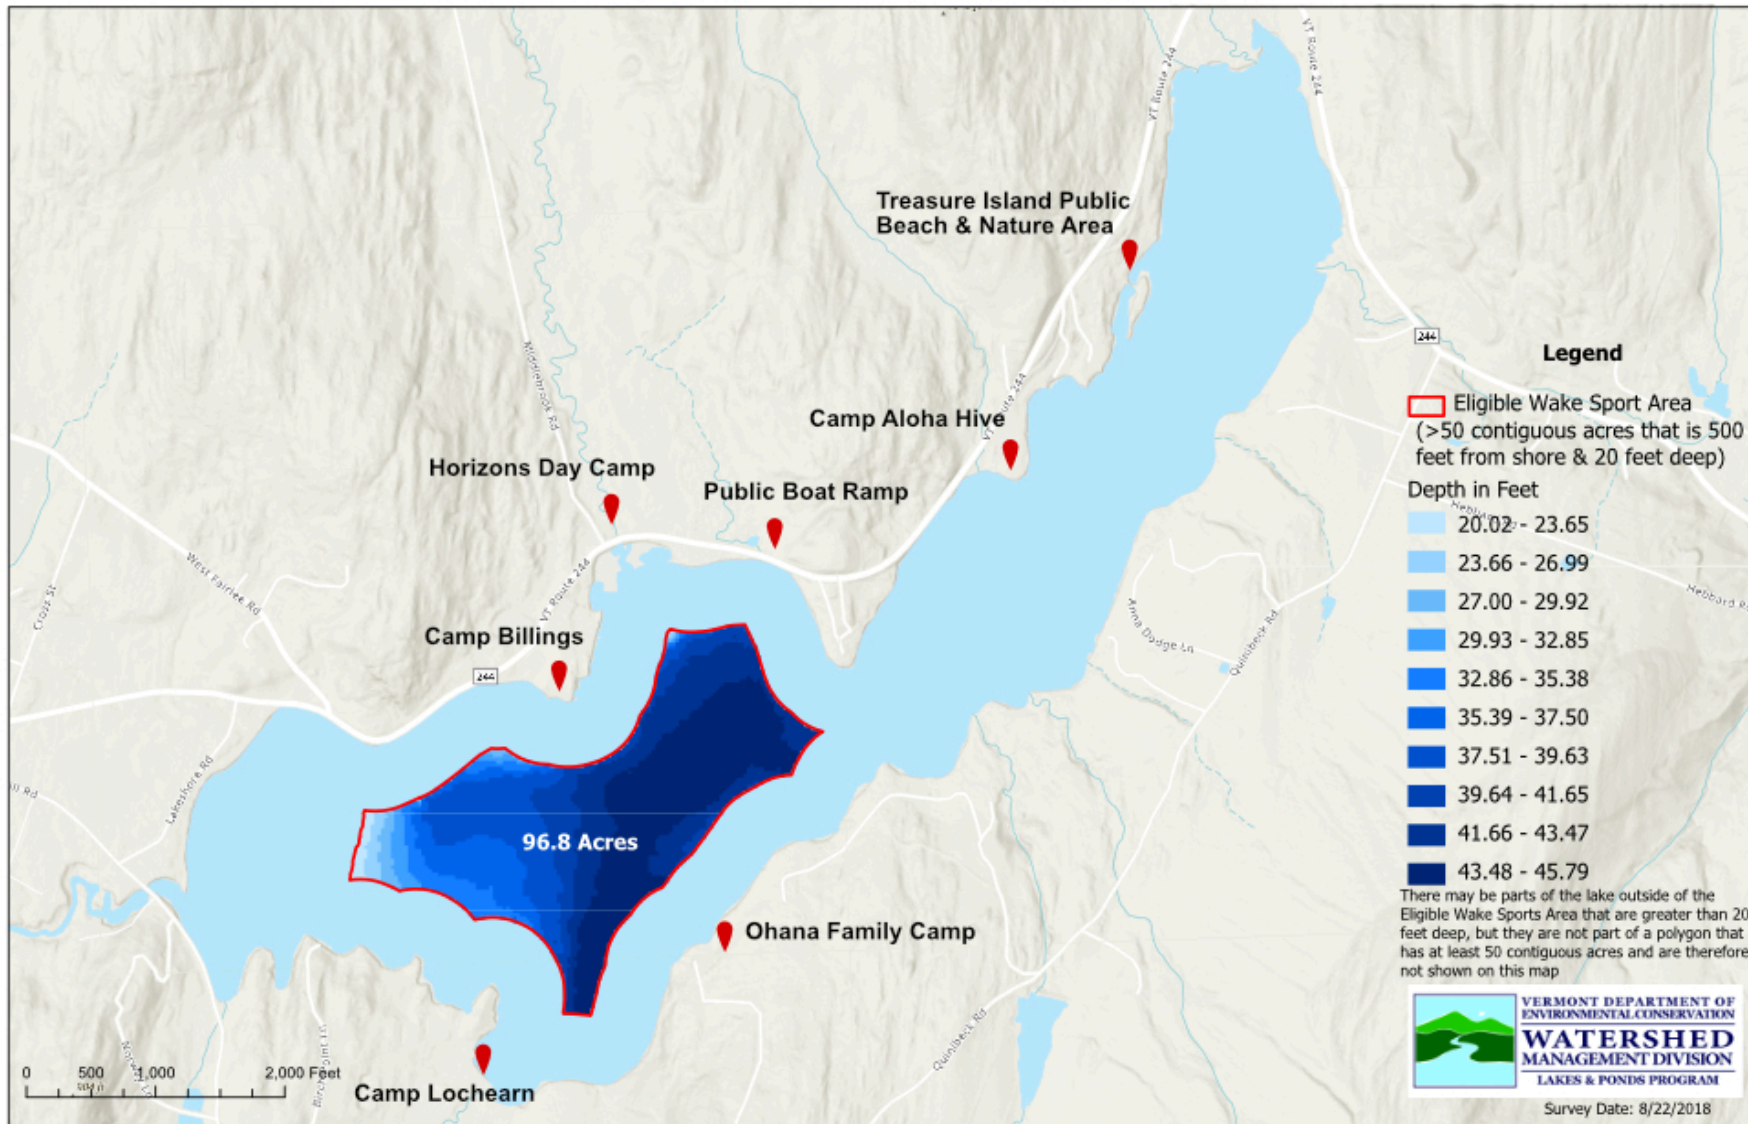 VT Route 244
VT Route 244
Treasure Island Public
Beach & Nature Area
244
Middlebrook Rd
VT Route 244
Camp Aloha Hive
Horizons Day Camp
Public Boat Ramp
West Fairlee Rd
Cross St
VT Route 244
Camp Billings
244
Lakeshore Rd
Anna Dodge Ln
Quinibeck Rd
Hebbard Rd
96.8 Acres
Ohana Family Camp
Quinibeck Rd
Camp Lochearn
0 500 1,000 2,000 Feet
Legend
Eligible Wake Sport Area
(>50 contiguous acres that is 500
feet from shore & 20 feet deep)
Depth in Feet
20.02 - 23.65
23.66 - 26.99
27.00 - 29.92
29.93 - 32.85
32.86 - 35.38
35.39 - 37.50
37.51 - 39.63
39.64 - 41.65
41.66 - 43.47
43.48 - 45.79
There may be parts of the lake outside of the
Eligible Wake Sports Area that are greater than 20
feet deep, but they are not part of a polygon that
has at least 50 contiguous acres and are therefore
not shown on this map
VERMONT DEPARTMENT OF
ENVIRONMENTAL CONSERVATION
WATERSHED
MANAGEMENT DIVISION
LAKES & PONDS PROGRAM
Survey Date: 8/22/2018